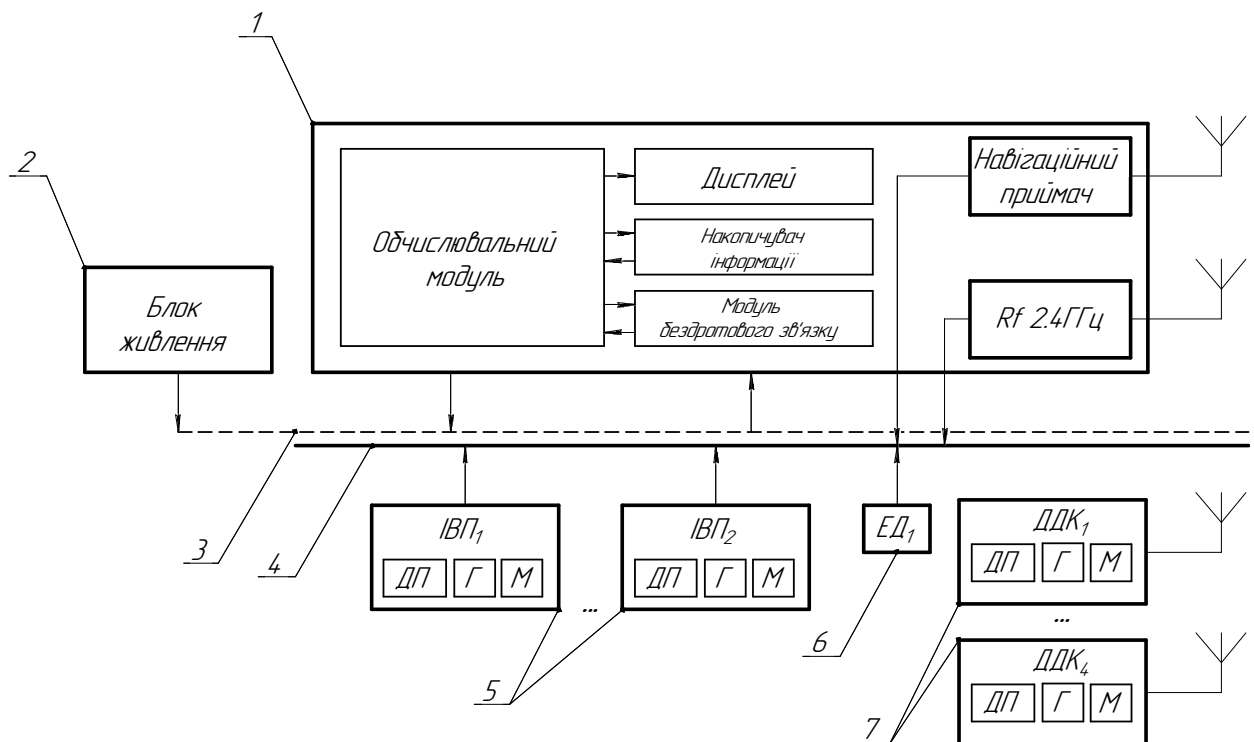 1
2
Обчислювальний
модуль
Дисплей
Накопичувач
інформації
Модуль
бездротового зв'язку
Навігаційний
приймач
Rf 2.4ГГц
Блок
живлення
3
4
ІВП1
ДП Г М
...
ІВП2
ДП Г М
5
ЕД1
6
ДДК1
ДП Г М
...
ДДК4
ДП Г М
7